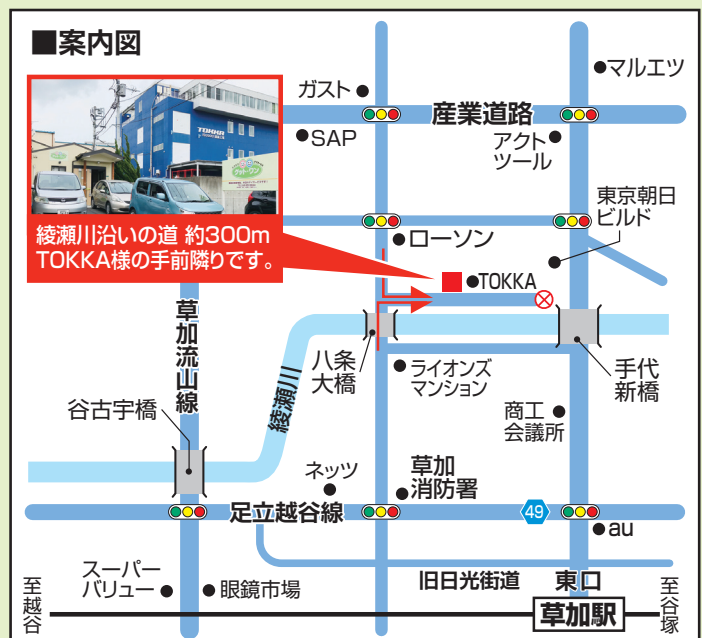 ■案内図
TOKKA
綾瀬川沿いの道 約300m
TOKKA様の手前隣りです。
ガスト
マルエツ
産業道路
SAP
アクト
ツール
東京朝日
ビルド
ローソン
TOKKA
草加流山線
綾瀬川
八条
大橋
ライオンズ
マンション
手代
新橋
谷古宇橋
商工
会議所
ネッツ
草加
消防署
足立越谷線
49
au
スーパー
バリュー
眼鏡市場
旧日光街道
東口
至越谷
草加駅
至谷塚